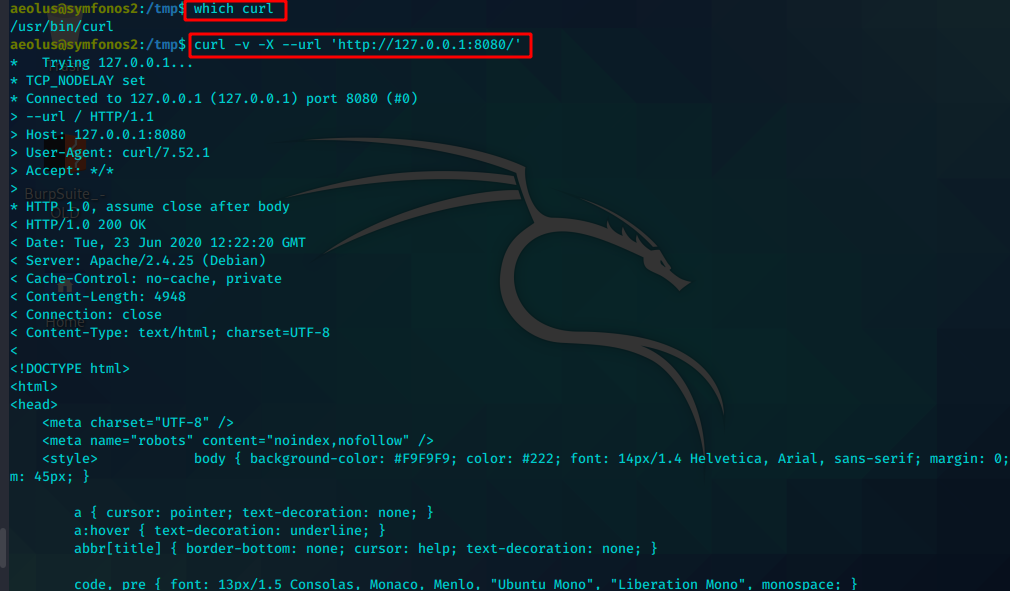 aeolus@symfonos2:/tmp$ which curl
/usr/bin/curl
aeolus@symfonos2:/tmp$ curl -v -X --url 'http://127.0.0.1:8080/'
*   Trying 127.0.0.1...
* TCP_NODELAY set
* Connected to 127.0.0.1 (127.0.0.1) port 8080 (#0)
> --url / HTTP/1.1
> Host: 127.0.0.1:8080
> User-Agent: curl/7.52.1
> Accept: */*
>
BurpSuite_-
* HTTP 1.0, assume close after body
< HTTP/1.0 200 OK
< Date: Tue, 23 Jun 2020 12:22:20 GMT
< Server: Apache/2.4.25 (Debian)
< Cache-Control: no-cache, private
< Content-Length: 4948
< Connection: close
Home
< Content-Type: text/html; charset=UTF-8
<
<!DOCTYPE html>
<html>
<head>
    <meta charset="UTF-8" />
    <meta name="robots" content="noindex,nofollow" />
    <style>            body { background-color: #F9F9F9; color: #222; font: 14px/1.4 Helvetica, Arial, sans-serif; margin: 0;
m: 45px; }
        a { cursor: pointer; text-decoration: none; }
        a:hover { text-decoration: underline; }
        abbr[title] { border-bottom: none; cursor: help; text-decoration: none; }
        code, pre { font: 13px/1.5 Consolas, Monaco, Menlo, "Ubuntu Mono", "Liberation Mono", monospace; }